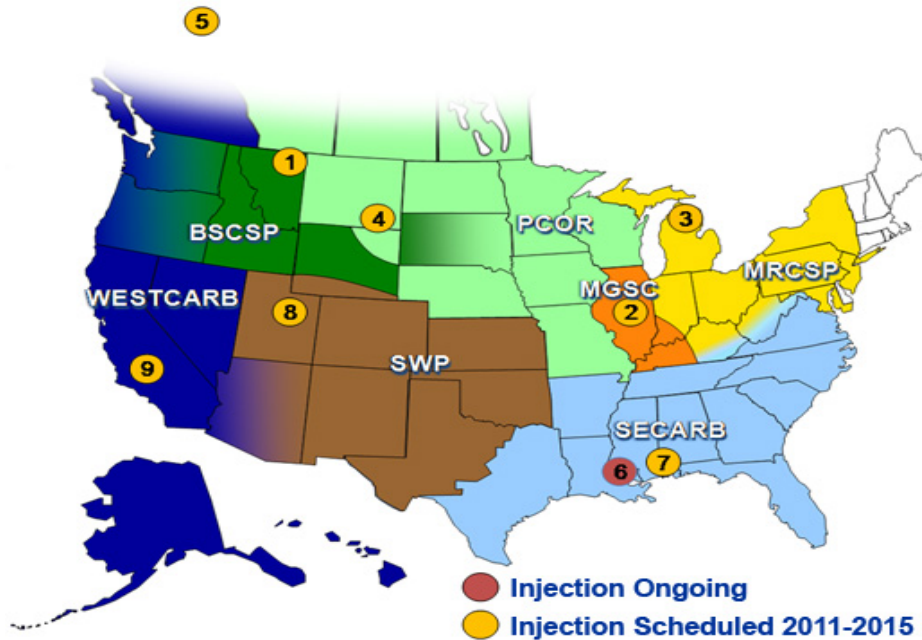 5
1
4
3
PCOR
BSCSP
MRCSP
MGSC
WESTCARB
8
2
SWP
9
SECARB
6
7
Injection Ongoing
Injection Scheduled 2011-2015